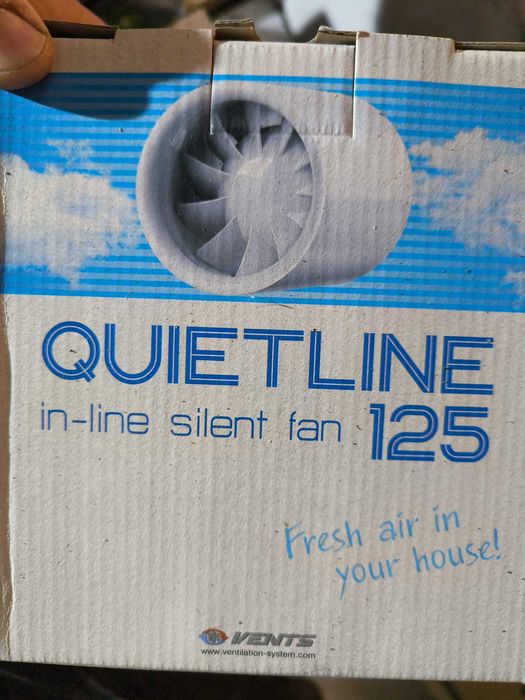 QUIETLINE
in-line silent fan 125
Fresh air in
your house!
VENTS
www.ventilation-system.com